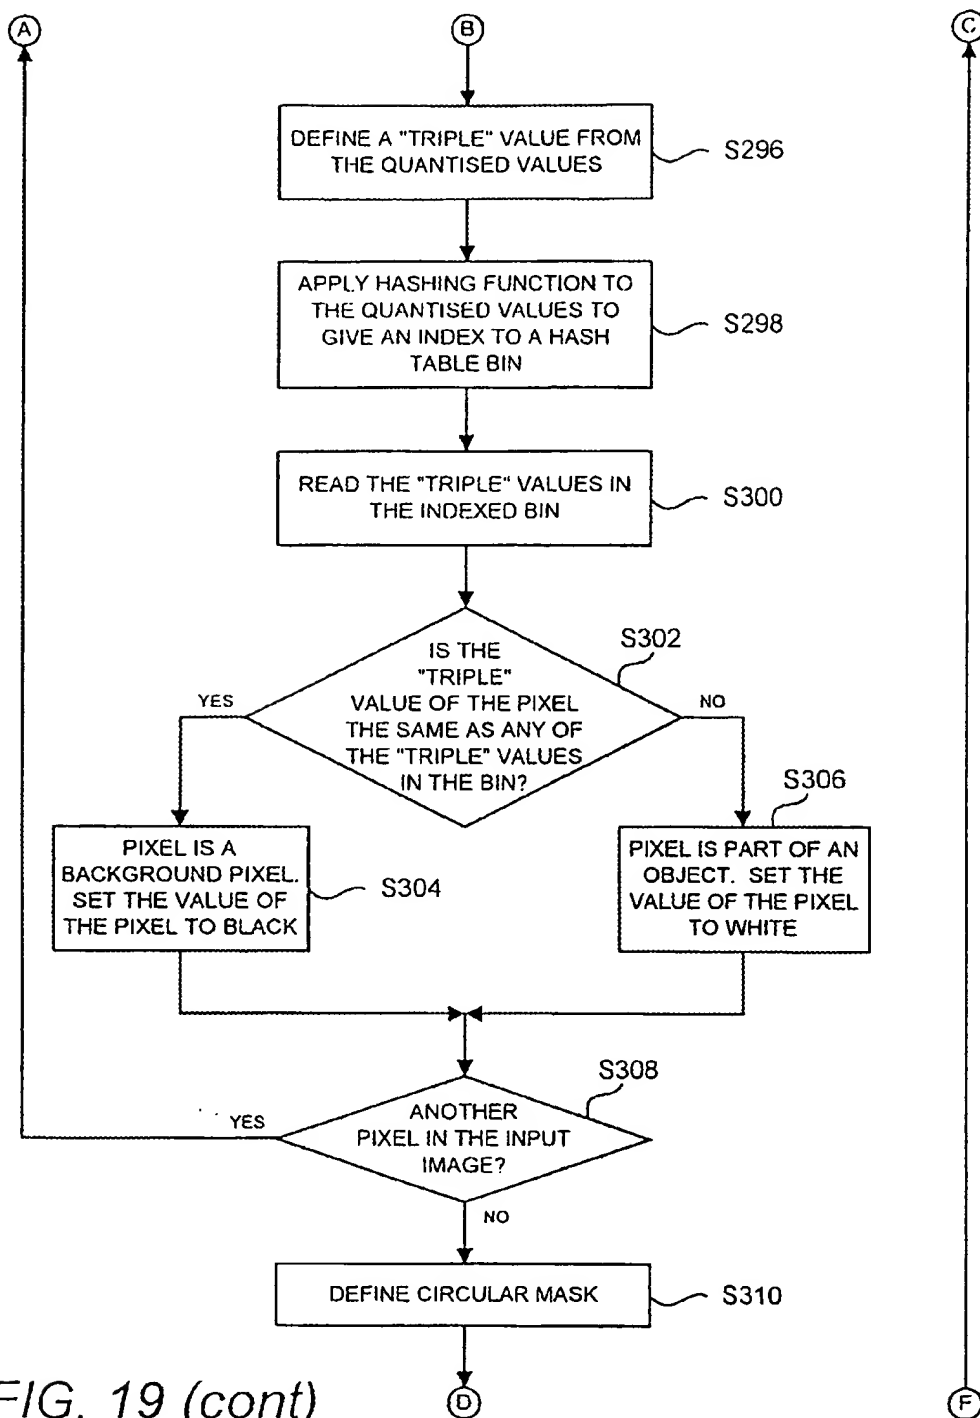 A
B
C
DEFINE A "TRIPLE" VALUE FROM
THE QUANTISED VALUES
S296
APPLY HASHING FUNCTION TO
THE QUANTISED VALUES TO
GIVE AN INDEX TO A HASH
TABLE BIN
S298
READ THE "TRIPLE" VALUES IN
THE INDEXED BIN
S300
IS THE
"TRIPLE"
VALUE OF THE PIXEL
THE SAME AS ANY OF
THE "TRIPLE" VALUES
IN THE BIN?
S302
YES
NO
PIXEL IS A
BACKGROUND PIXEL.
SET THE VALUE OF
THE PIXEL TO BLACK
S304
S306
PIXEL IS PART OF AN
OBJECT. SET THE
VALUE OF THE PIXEL
TO WHITE
S308
YES
ANOTHER
PIXEL IN THE INPUT
IMAGE?
NO
DEFINE CIRCULAR MASK
S310
FIG. 19 (cont)
D
F